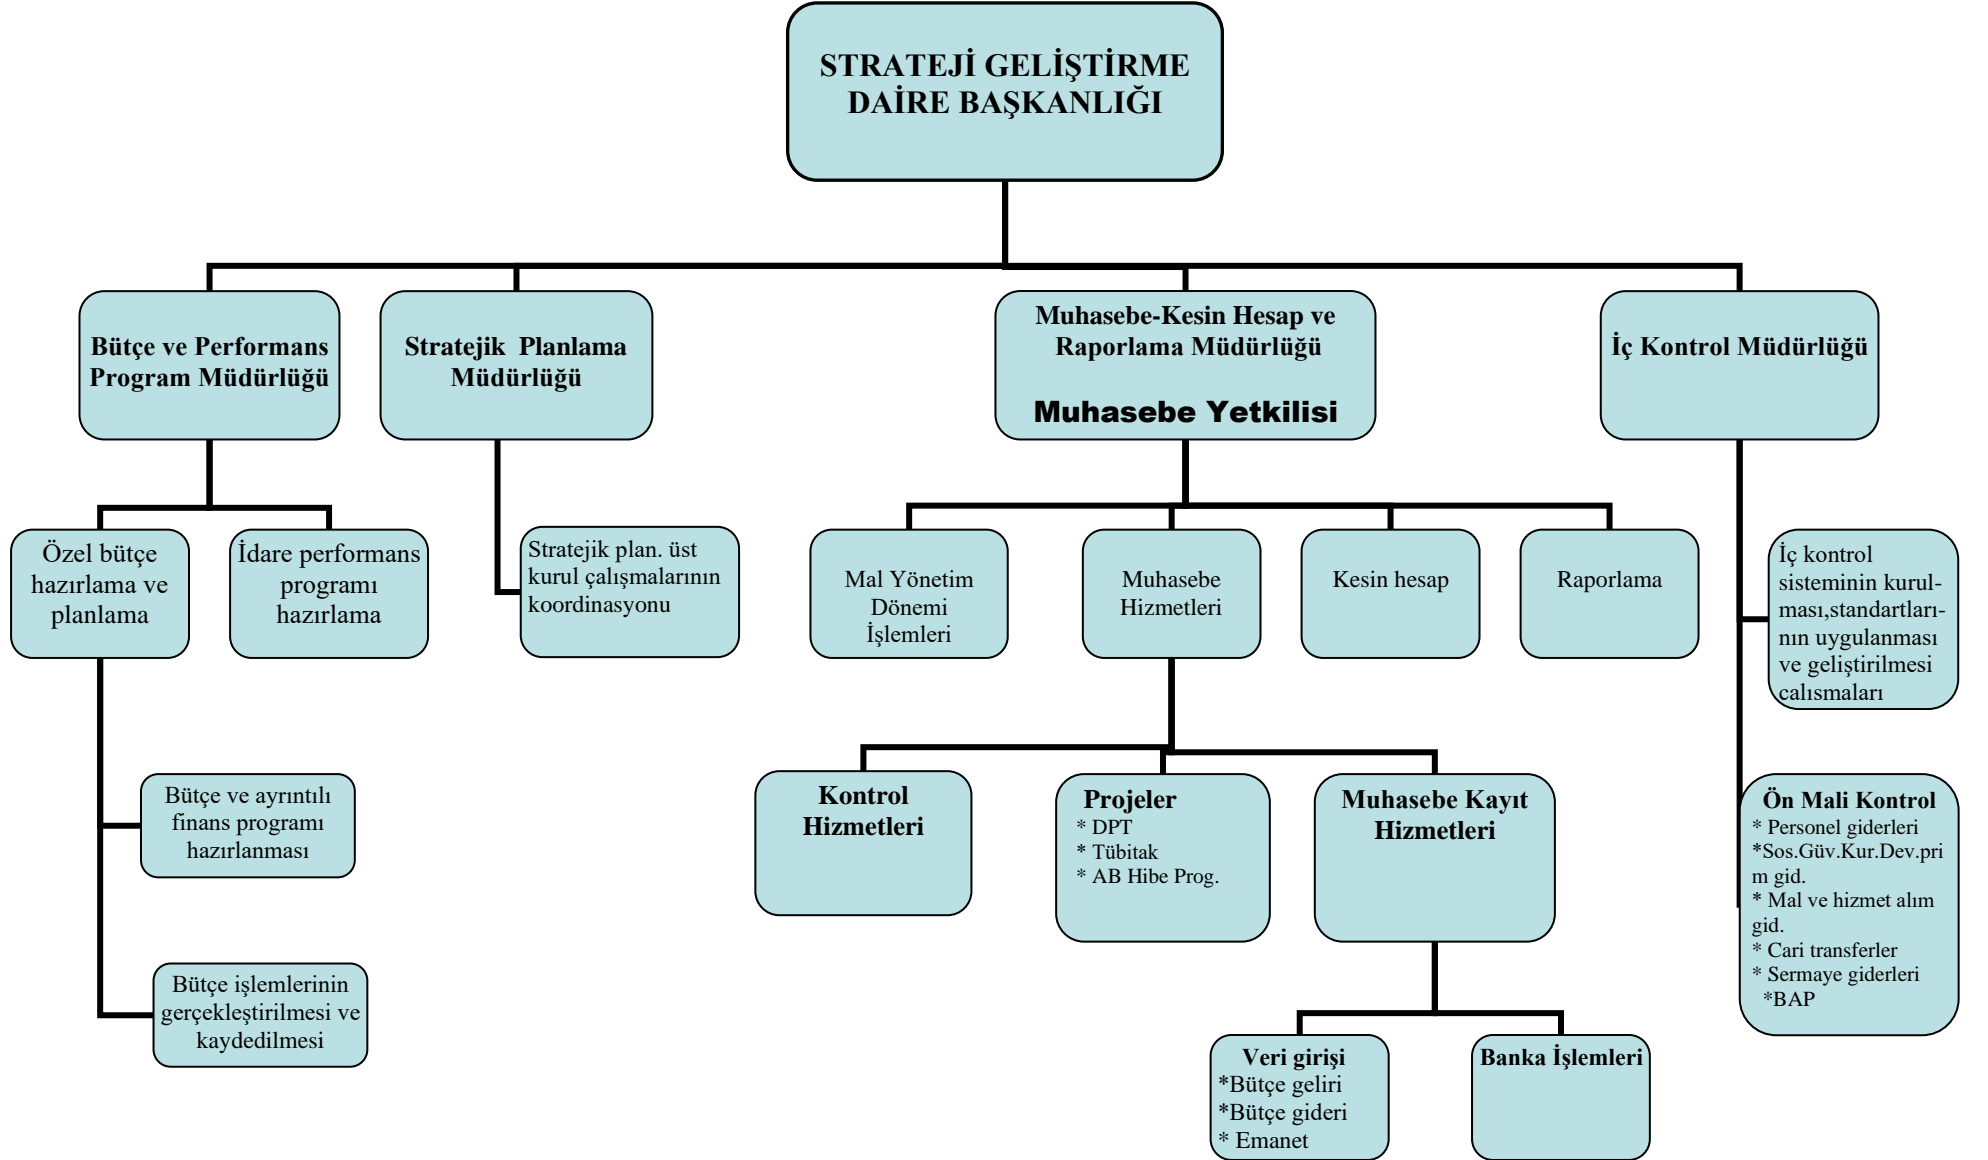 STRATEJİ GELİŞTİRME
DAİRE BAŞKANLIĞI
Bütçe ve Performans
Program Müdürlüğü
Stratejik  Planlama
Müdürlüğü
Muhasebe-Kesin Hesap ve
Raporlama Müdürlüğü
Muhasebe Yetkilisi
İç Kontrol Müdürlüğü
Özel bütçe
hazırlama ve
planlama
İdare performans
programı
hazırlama
Stratejik plan. üst
kurul çalışmalarının
koordinasyonu
Mal Yönetim
Dönemi
İşlemleri
Muhasebe
Hizmetleri
Kesin hesap
Raporlama
İç kontrol
sisteminin kurul-
ması,standartları-
nın uygulanması
ve geliştirilmesi
calısmaları
Bütçe ve ayrıntılı
finans programı
hazırlanması
Bütçe işlemlerinin
gerçekleştirilmesi ve
kaydedilmesi
Kontrol
Hizmetleri
Projeler
* DPT
* Tübitak
* AB Hibe Prog.
Muhasebe Kayıt
Hizmetleri
Ön Mali Kontrol
* Personel giderleri
*Sos.Güv.Kur.Dev.pri
m gid.
* Mal ve hizmet alım
gid.
* Cari transferler
* Sermaye giderleri
*BAP
Veri girişi
*Bütçe geliri
*Bütçe gideri
* Emanet
Banka İşlemleri